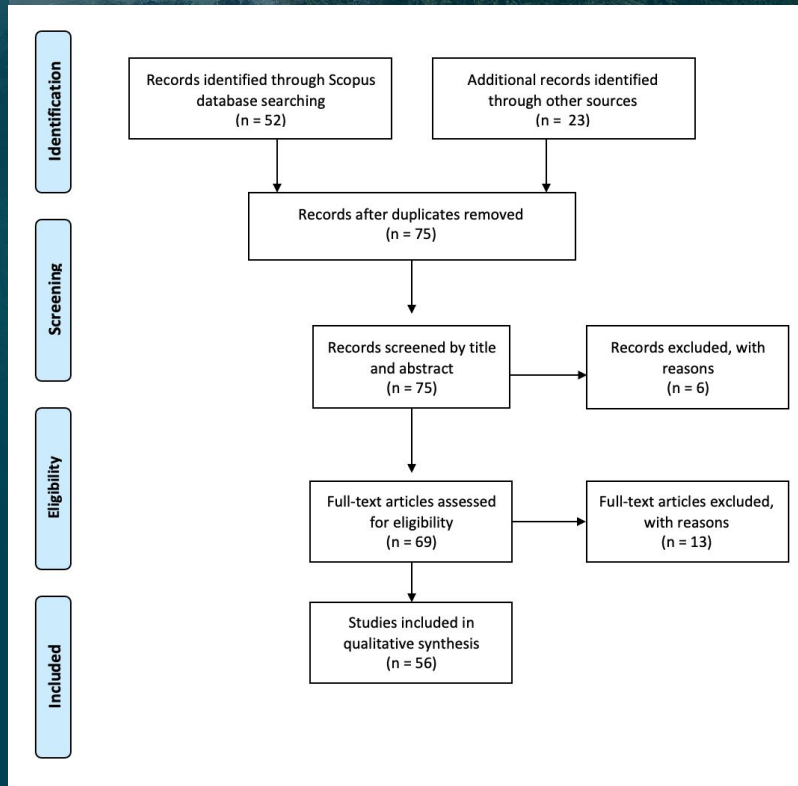 Identification
Records identified through Scopus
database searching
(n = 52)
Additional records identified
through other sources
(n = 23)
Records after duplicates removed
(n = 75)
Screening
Records screened by title
and abstract
(n = 75)
Records excluded, with
reasons
(n = 6)
Eligibility
Full-text articles assessed
for eligibility
(n = 69)
Full-text articles excluded,
with reasons
(n = 13)
Included
Studies included in
qualitative synthesis
(n = 56)